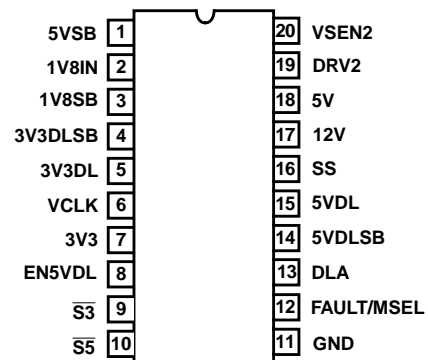 5VSB 1 20 VSEN2
1V8IN 2 19 DRV2
1V8SB 3 18 5V
3V3DLSB 4 17 12V
3V3DL 5 16 SS
VCLK 6 15 5VDL
3V3 7 14 5VDLSB
EN5VDL 8 13 DLA
S3 9 12 FAULT/MSEL
S5 10 11 GND